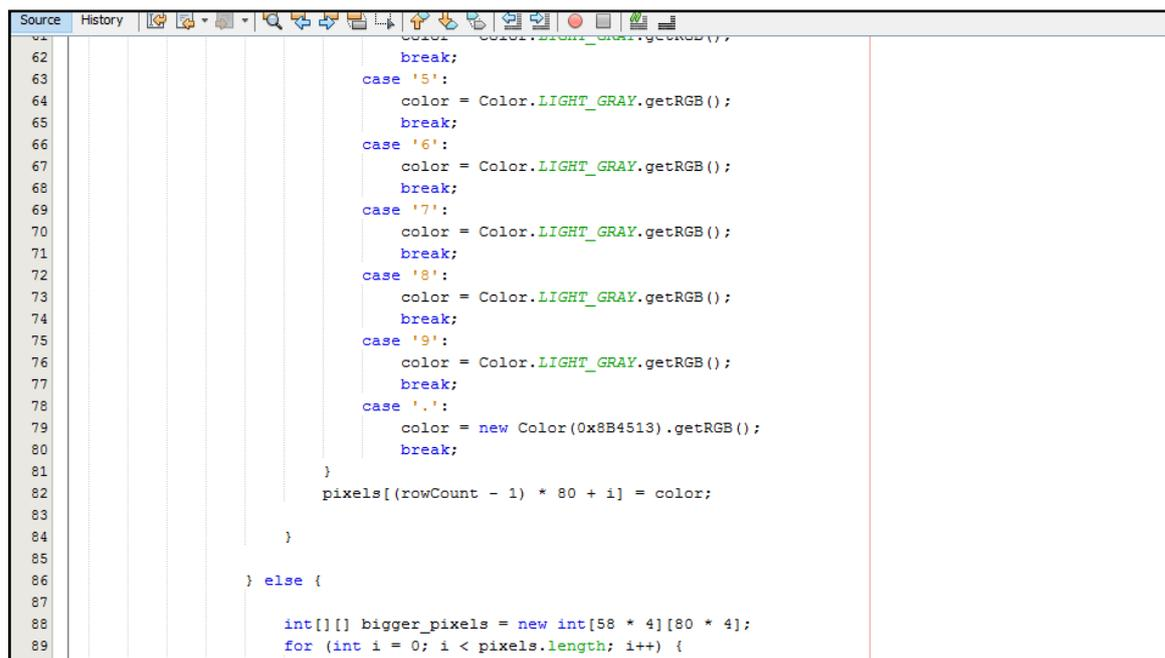 Source History
62 break;
63 case '5':
64 color = Color.LIGHT_GRAY.getRGB();
65 break;
66 case '6':
67 color = Color.LIGHT_GRAY.getRGB();
68 break;
69 case '7':
70 color = Color.LIGHT_GRAY.getRGB();
71 break;
72 case '8':
73 color = Color.LIGHT_GRAY.getRGB();
74 break;
75 case '9':
76 color = Color.LIGHT_GRAY.getRGB();
77 break;
78 case '.':
79 color = new Color(0x8B4513).getRGB();
80 break;
81 }
82 pixels[(rowCount - 1) * 80 + i] = color;
83
84 }
85
86 } else {
87
88 int[][] bigger_pixels = new int[58 * 4][80 * 4];
89 for (int i = 0; i < pixels.length; i++) {